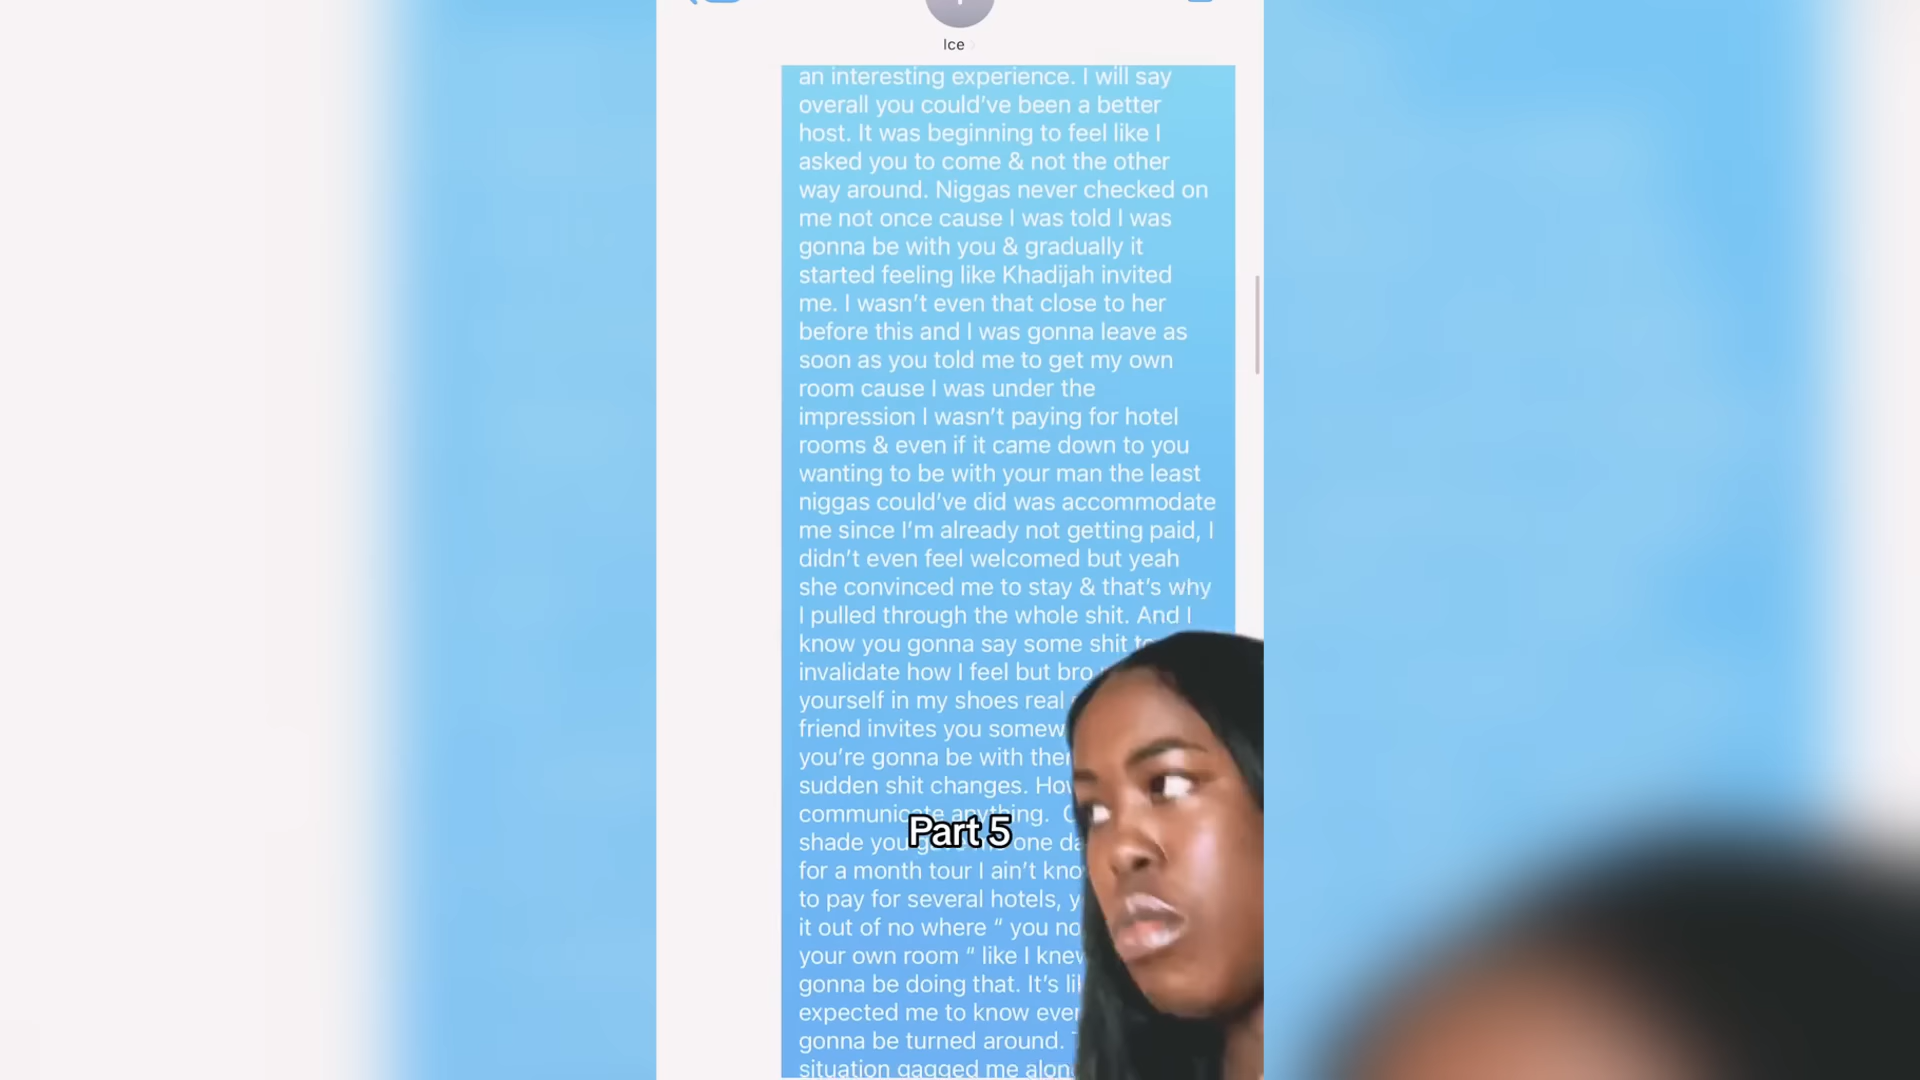 Ice
an interesting experience. I will say
overall you could've been a better
host. It was beginning to feel like I
asked you to come & not the other
way around. Niggas never checked on
me not once cause I was told I was
gonna be with you & gradually it
started feeling like Khadijah invited
me. I wasn't even that close to her
before this and I was gonna leave as
soon as you told me to get my own
room cause I was under the
impression I wasn't paying for hotel
rooms & even if it came down to you
wanting to be with your man the least
niggas could've did was accommodate
me since I'm already not getting paid, I
didn't even feel welcomed but yeah
she convinced me to stay & that's why
I pulled through the whole shit. And I
know you gonna say some shit
invalidate how I feel but bro
yourself in my shoes real
friend invites you
you're gonna be with
sudden shit changes.
communicate anything.
Part 5
shade you gave me one
for a month tour I ain't
to pay for several hotels,
it out of no where “ you
your own room “ like I
gonna be doing that. It's
expected me to know
gonna be turned around.
situation gagged me